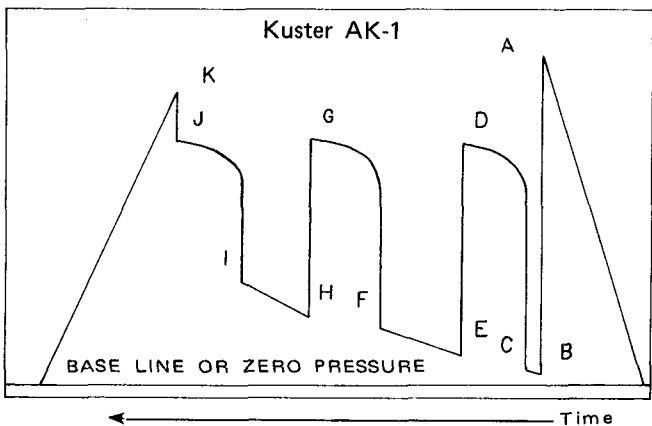 Kuster AK-1
A
K
J
G
D
I
H
F
E
C
B
BASE LINE OR ZERO PRESSURE
Time